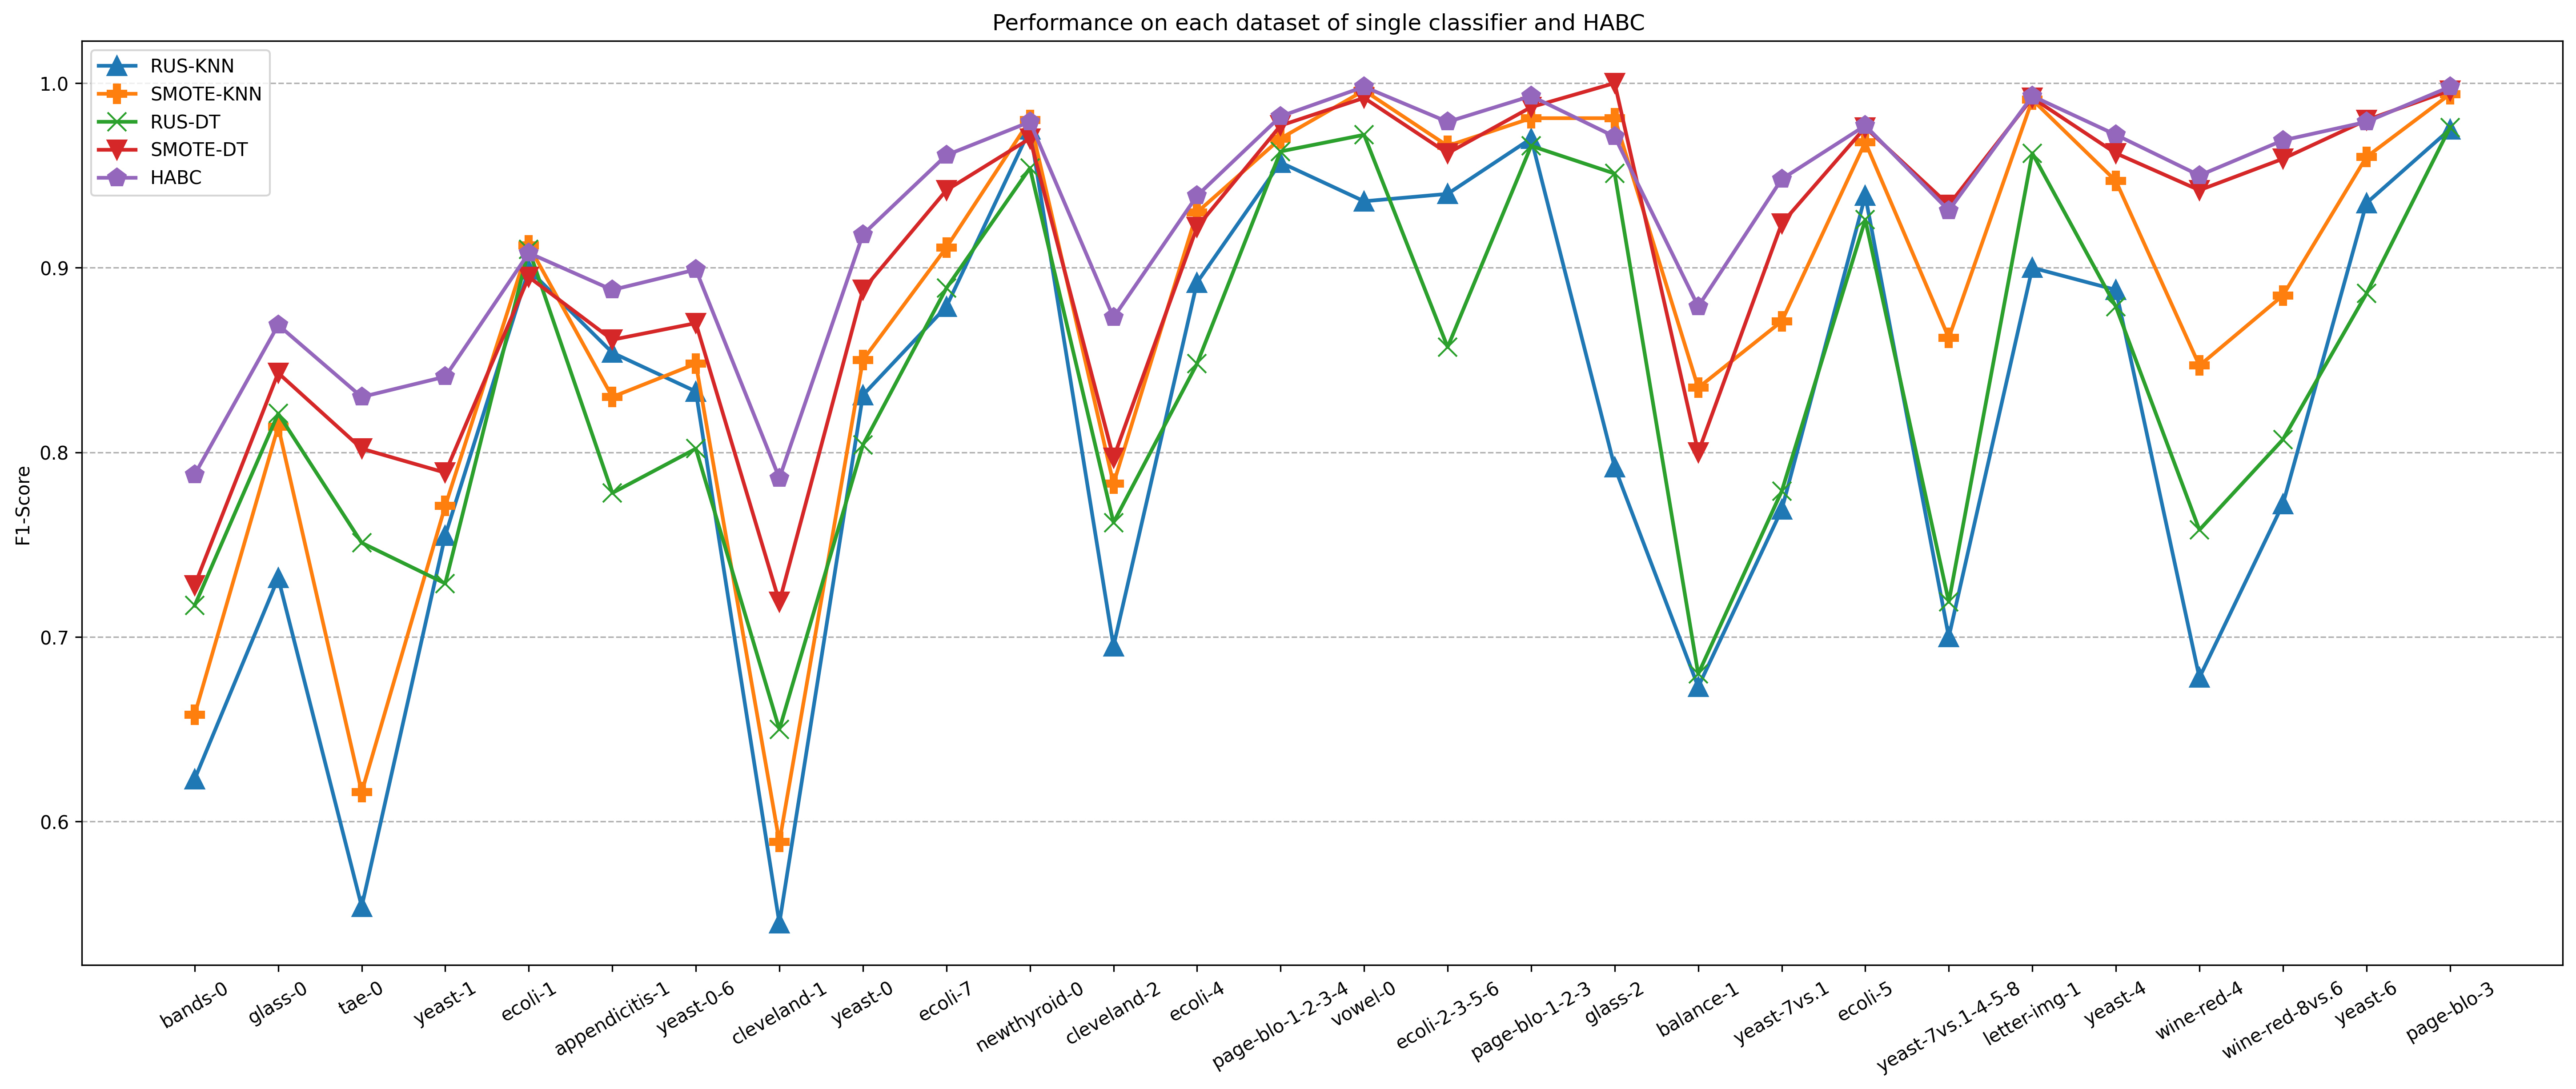 Performance on each dataset of single classifier and HABC
RUS-KNN
SMOTE-KNN
RUS-DT
SMOTE-DT
HABC
F1-Score
1.0
0.9
0.8
0.7
0.6
bands-0
glass-0
tae-0
yeast-1
ecoli-1
appendicitis-1
yeast-0-6
cleveland-1
yeast-0
ecoli-7
newthyroid-0
cleveland-2
ecoli-4
page-blo-1-2-3-4
vowel-0
ecoli-2-3-5-6
page-blo-1-2-3
glass-2
balance-1
yeast-7vs.1
ecoli-5
yeast-7vs.1-4-5-8
letter-img-1
yeast-4
wine-red-4
wine-red-8vs.6
yeast-6
page-blo-3